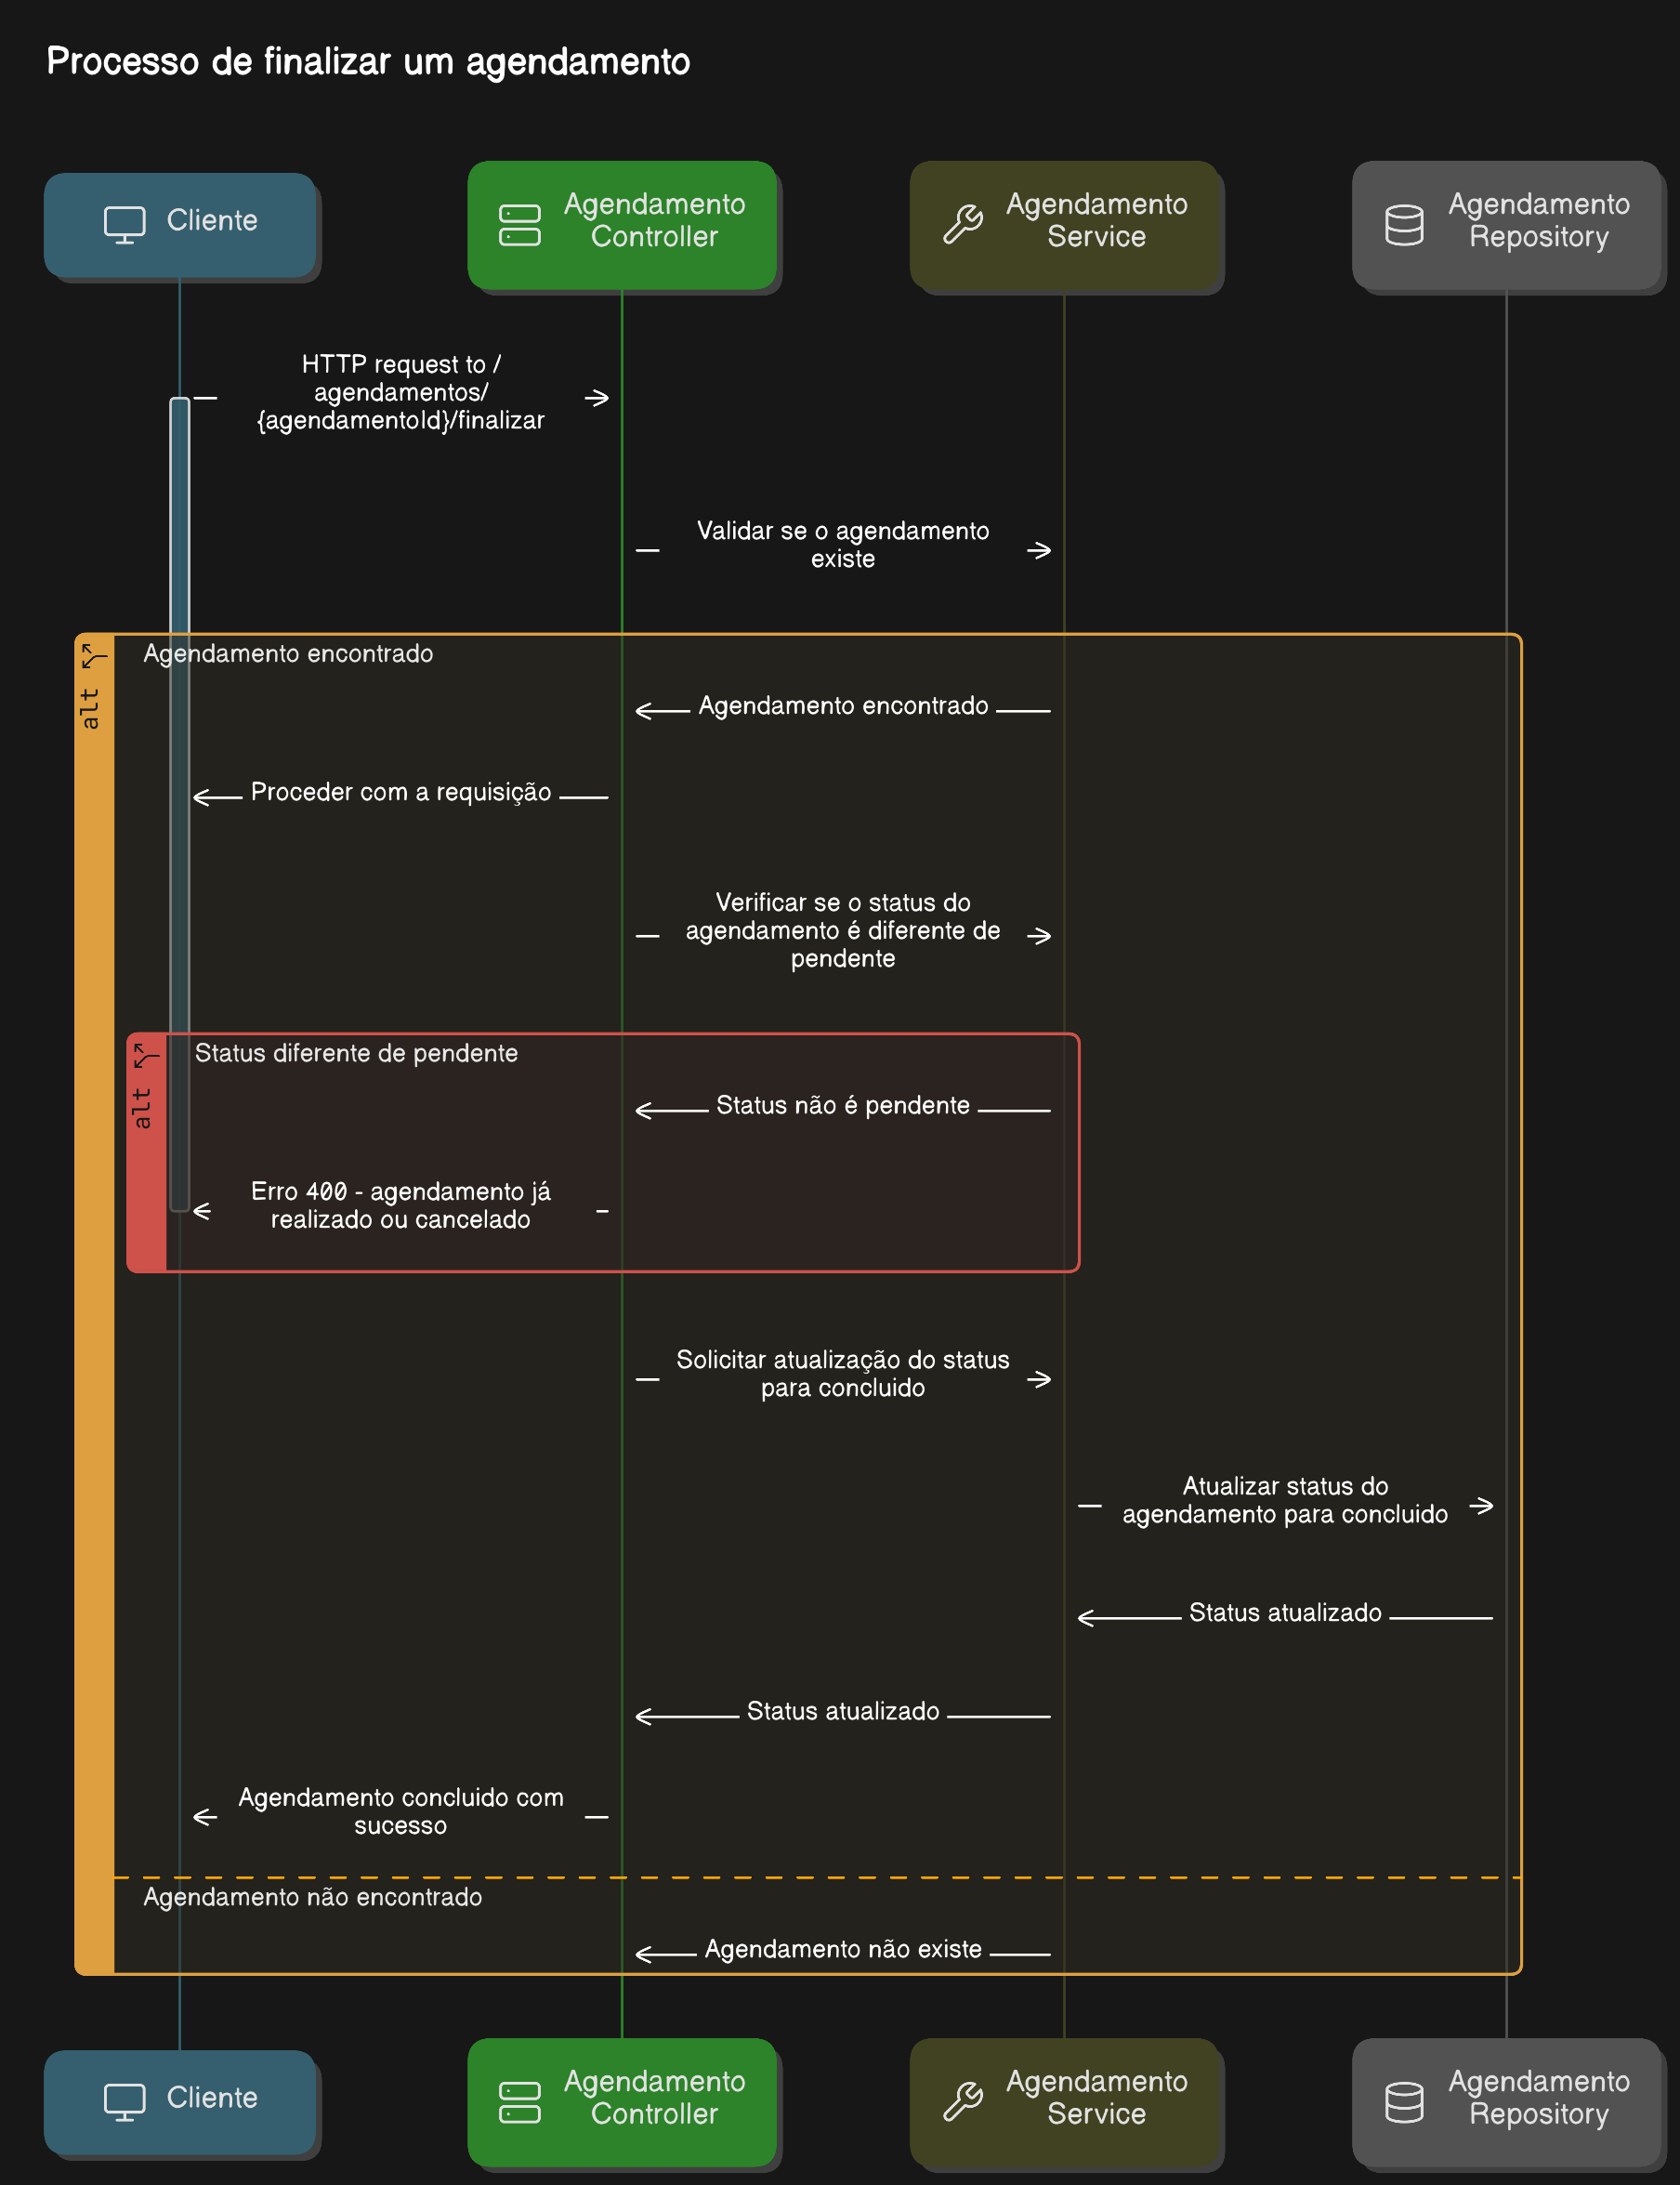 Processo de finalizar um agendamento
Cliente
Agendamento
Controller
Agendamento
Service
Agendamento
Repository
HTTP request to /
agendamentos/
{agendamentoId}/finalizar
Validar se o agendamento
existe
alt
Agendamento encontrado
Agendamento encontrado
Proceder com a requisição
Verificar se o status do
agendamento é diferente de
pendente
alt
Status diferente de pendente
Status não é pendente
Erro 400 - agendamento já
realizado ou cancelado
Solicitar atualização do status
para concluido
Atualizar status do
agendamento para concluido
Status atualizado
Status atualizado
Agendamento concluido com
sucesso
Agendamento não encontrado
Agendamento não existe
Cliente
Agendamento
Controller
Agendamento
Service
Agendamento
Repository